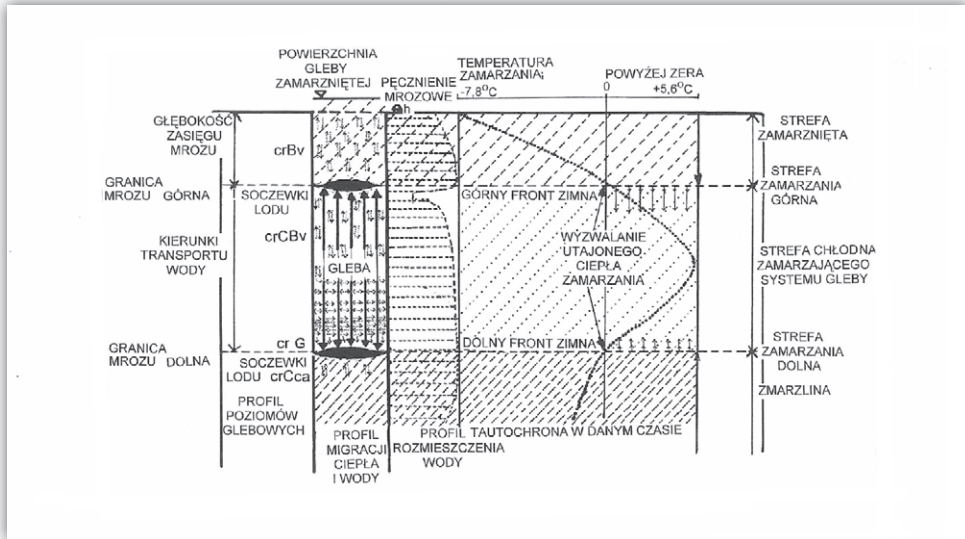 POWIERZCHNIA
GLEBY
ZAMARZNIĘTEJ
PĘCZNIENIE
MROZOWE
h
TEMPERATURA
ZAMARZANIA
-7,8°C
0
POWYŻEJ ZERA
+5,6°C
GŁĘBOKOŚĆ
ZASIĘGU
MROZU
crBv
STREFA
ZAMARZNIĘTA
GRANICA
MROZU GÓRNA
SOCZEWKI
LODU
GÓRNY FRONT ZIMNA
STREFA
ZAMARZANIA
GÓRNA
KIERUNKI
TRANSPORTU
WODY
crCBv
GLEBA
WYZWALANIE
UTAJONEGO
CIEPŁA
ZAMARZANIA
STREFA CHŁODNA
ZAMARZAJĄCEGO
SYSTEMU GLEBY
cr G
GRANICA
MROZU DOLNA
SOCZEWKI
LODU crCca
DOLNY FRONT ZIMNA
STREFA
ZAMARZANIA
DOLNA
ZMARZLINA
PROFIL
POZIOMÓW
GLEBOWYCH
PROFIL
MIGRACJI
CIEPŁA
I WODY
PROFIL
ROZMIESZCZENIA
WODY
TAUTOCHRONA W DANYM CZASIE